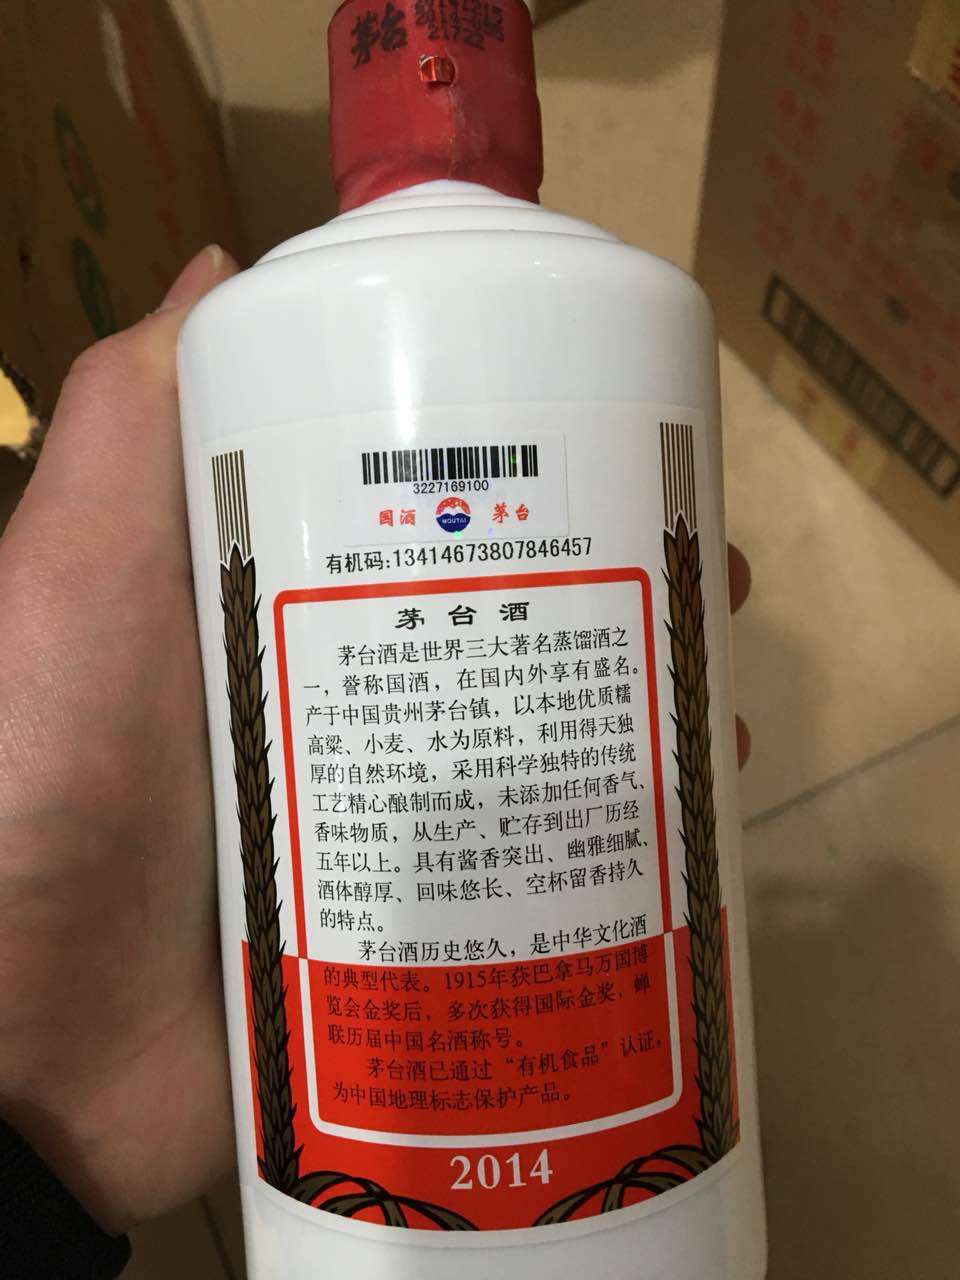 茅台
21722
3227169100
国酒 MOUTAI 茅台
有机码:13414673807846457
茅台酒
茅台酒是世界三大著名蒸馏酒之
一，誉称国酒，在国内外享有盛名。
产于中国贵州茅台镇，以本地优质糯
高粱、小麦、水为原料，利用得天独
厚的自然环境，采用科学独特的传统
工艺精心酿制而成，未添加任何香气、
香味物质，从生产、贮存到出厂历经
五年以上。具有酱香突出、幽雅细腻、
酒体醇厚、回味悠长、空杯留香持久
的特点。
茅台酒历史悠久，是中华文化酒
的典型代表。1915年获巴拿马万国博
览会金奖后，多次获得国际金奖，蝉
联历届中国名酒称号。
茅台酒已通过“有机食品”认证，
为中国地理标志保护产品。
2014